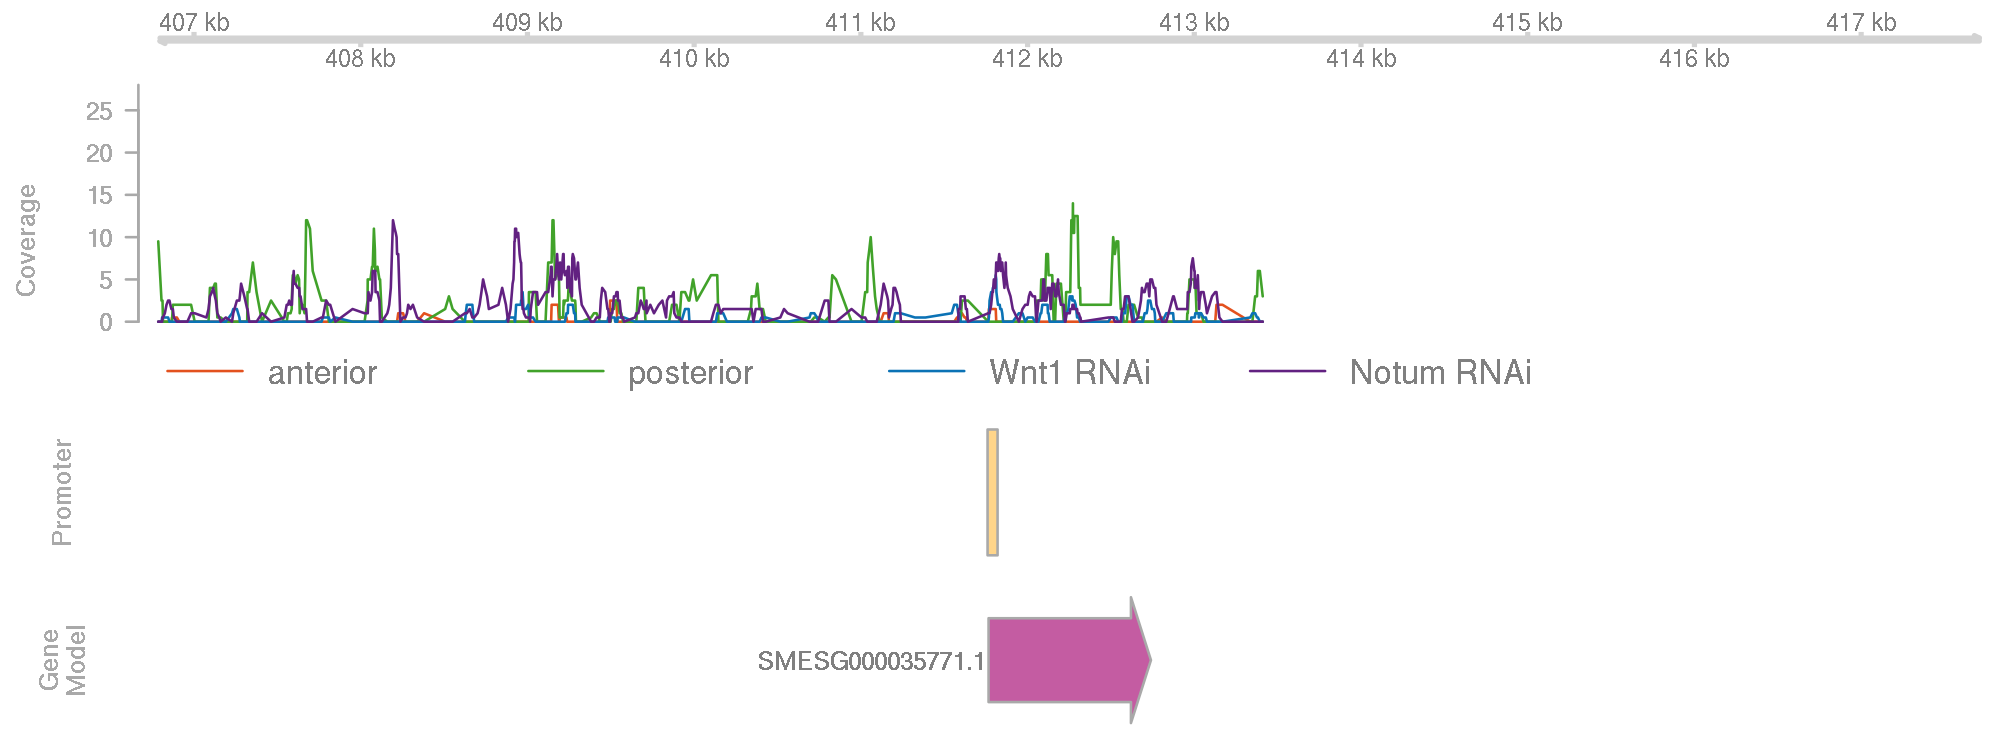 407 kb 409 kb 411 kb 413 kb 415 kb 417 kb
408 kb 410 kb 412 kb 414 kb 416 kb
Coverage
25
20
15
10
5
0
anterior posterior Wnt1 RNAi Notum RNAi
Promoter
Gene
Model
SMESG000035771.1